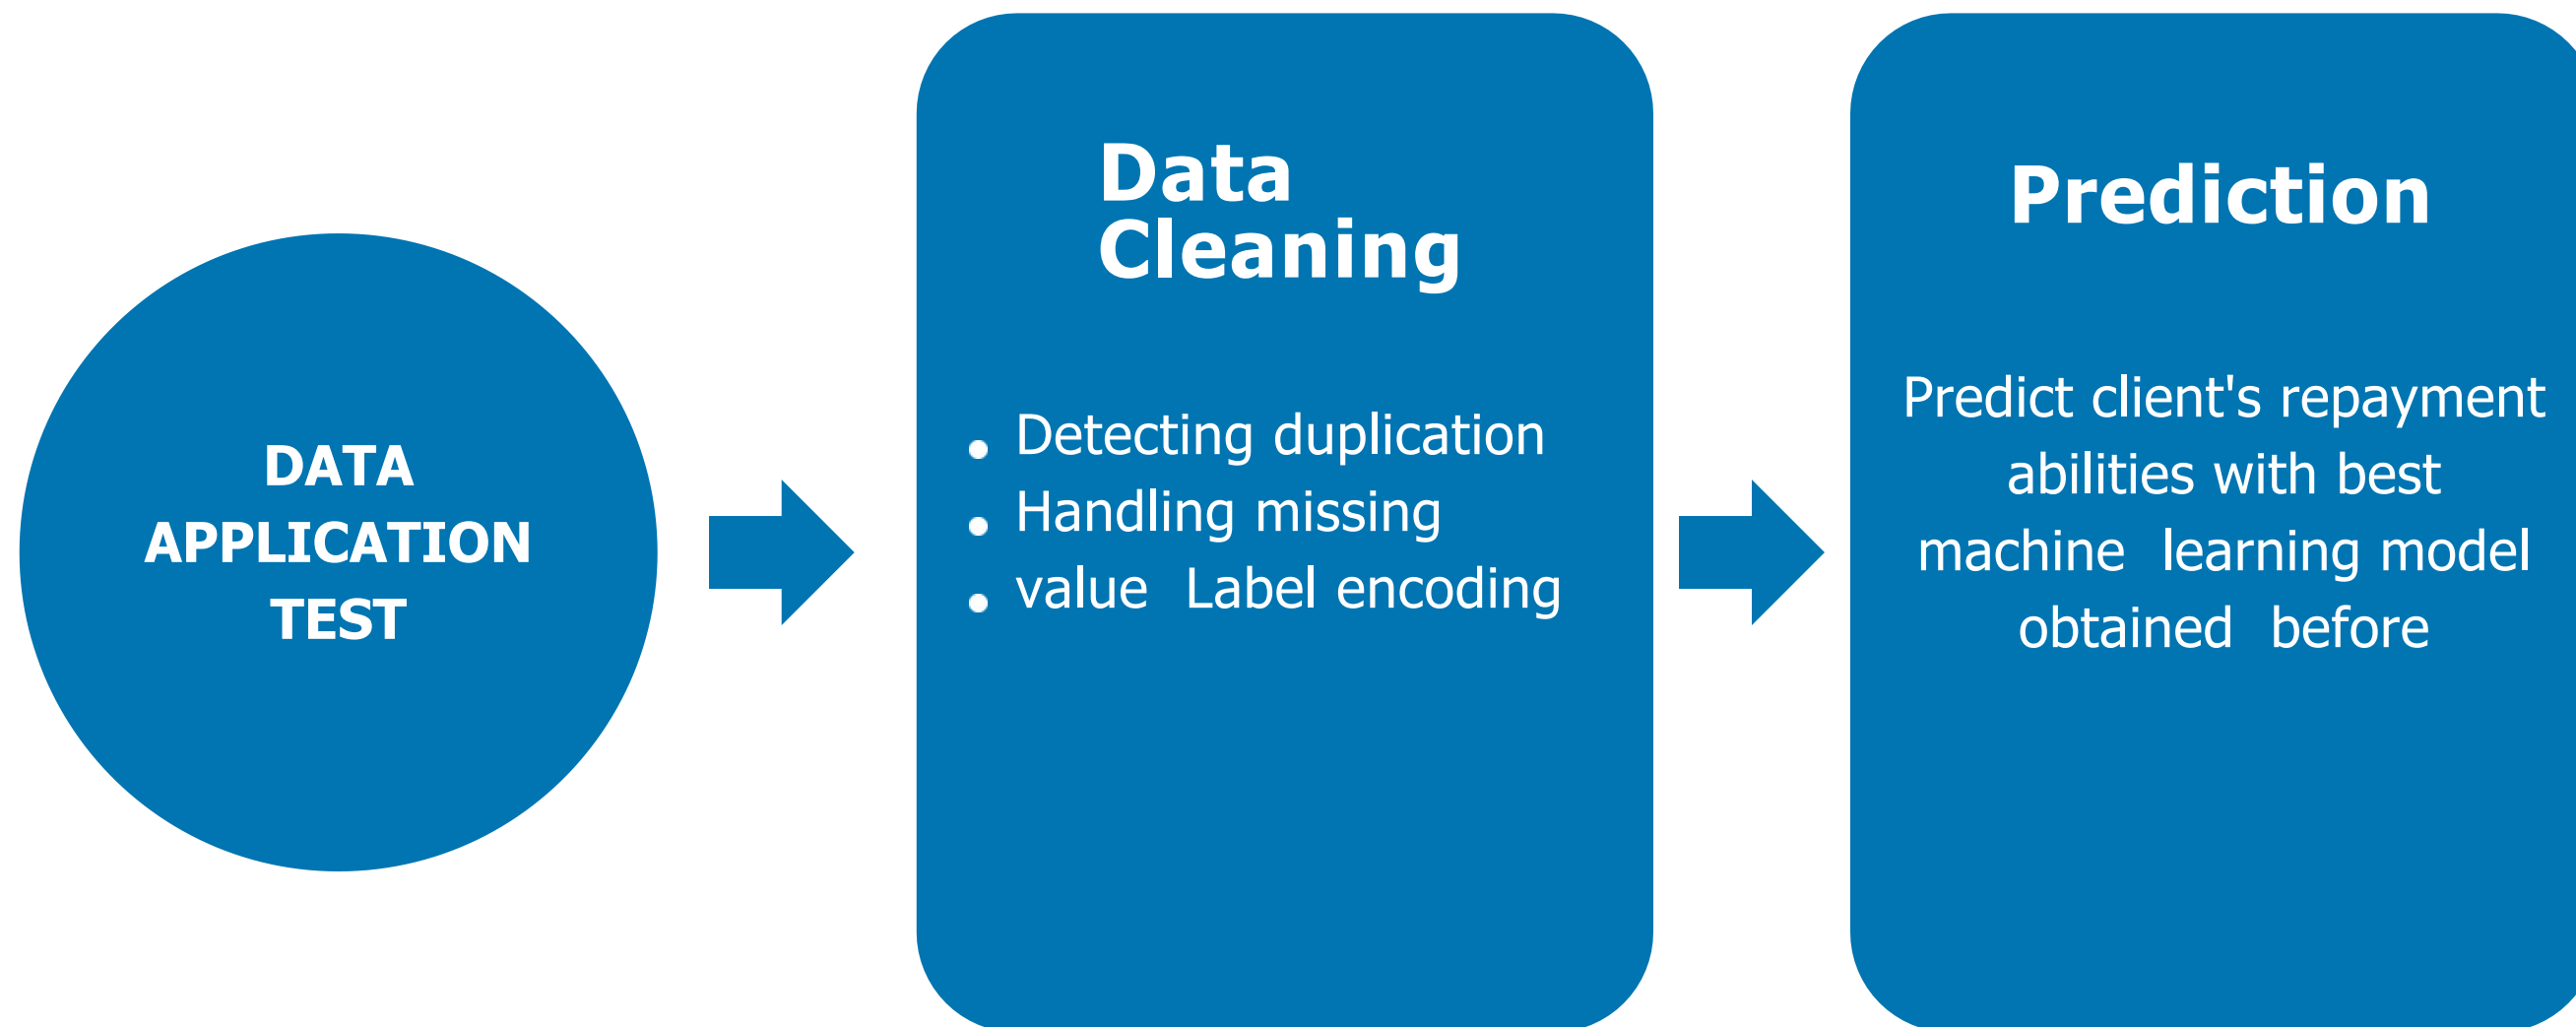 DATA
APPLICATION
TEST
Data
Cleaning
• Detecting duplication
• Handling missing
• value  Label encoding
Prediction
Predict client's repayment
abilities with best
machine  learning model
obtained  before